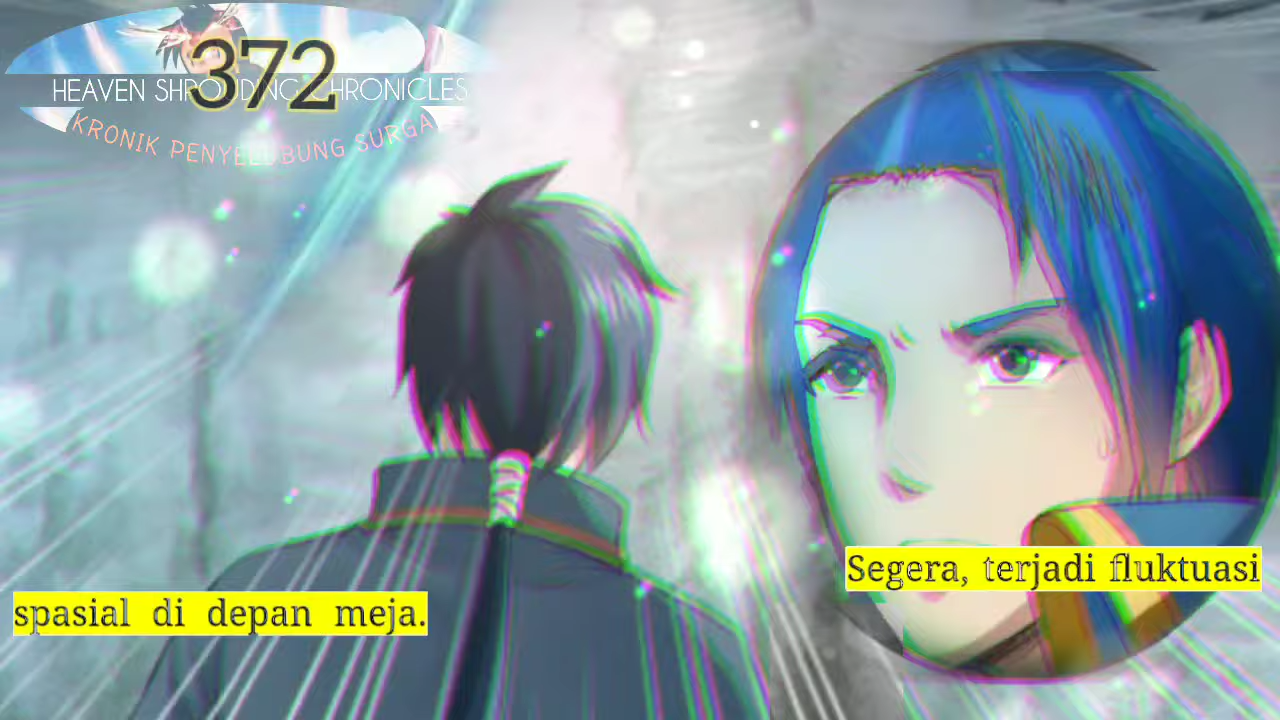 372
HEAVEN SHROUDING CHRONICLES
KRONIK PENYELUBUNG SURGA
Segera, terjadi fluktuasi
spasial di depan meja.